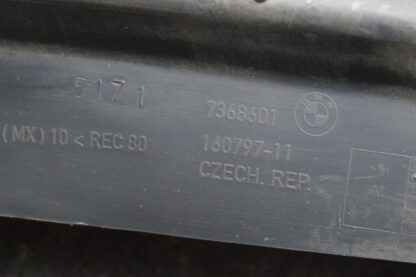 5171
7368601
(MX)10<REC 80
160797-11
CZECH. REP.